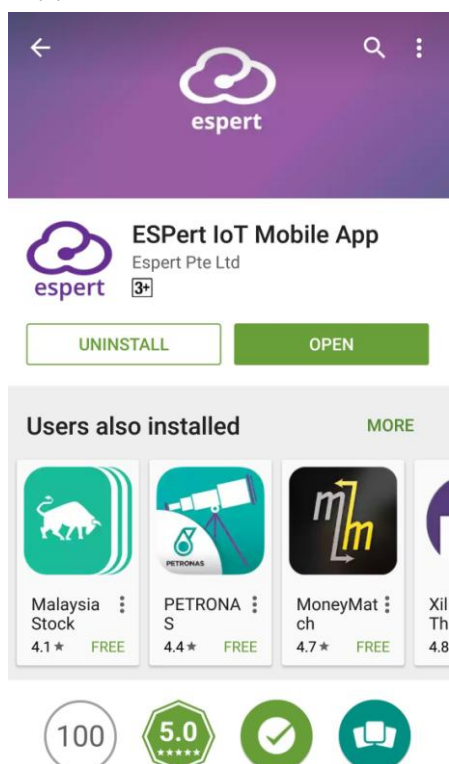 espert
espert
ESPert IoT Mobile App
Espert Pte Ltd
3+
UNINSTALL
OPEN
Users also installed
MORE
PETRONAS
mm
Malaysia
Stock
4.1★ FREE
PETRONA
S
4.4★ FREE
MoneyMat
ch
4.7★ FREE
Xil
Th
4.8
100
5.0
★★★★★